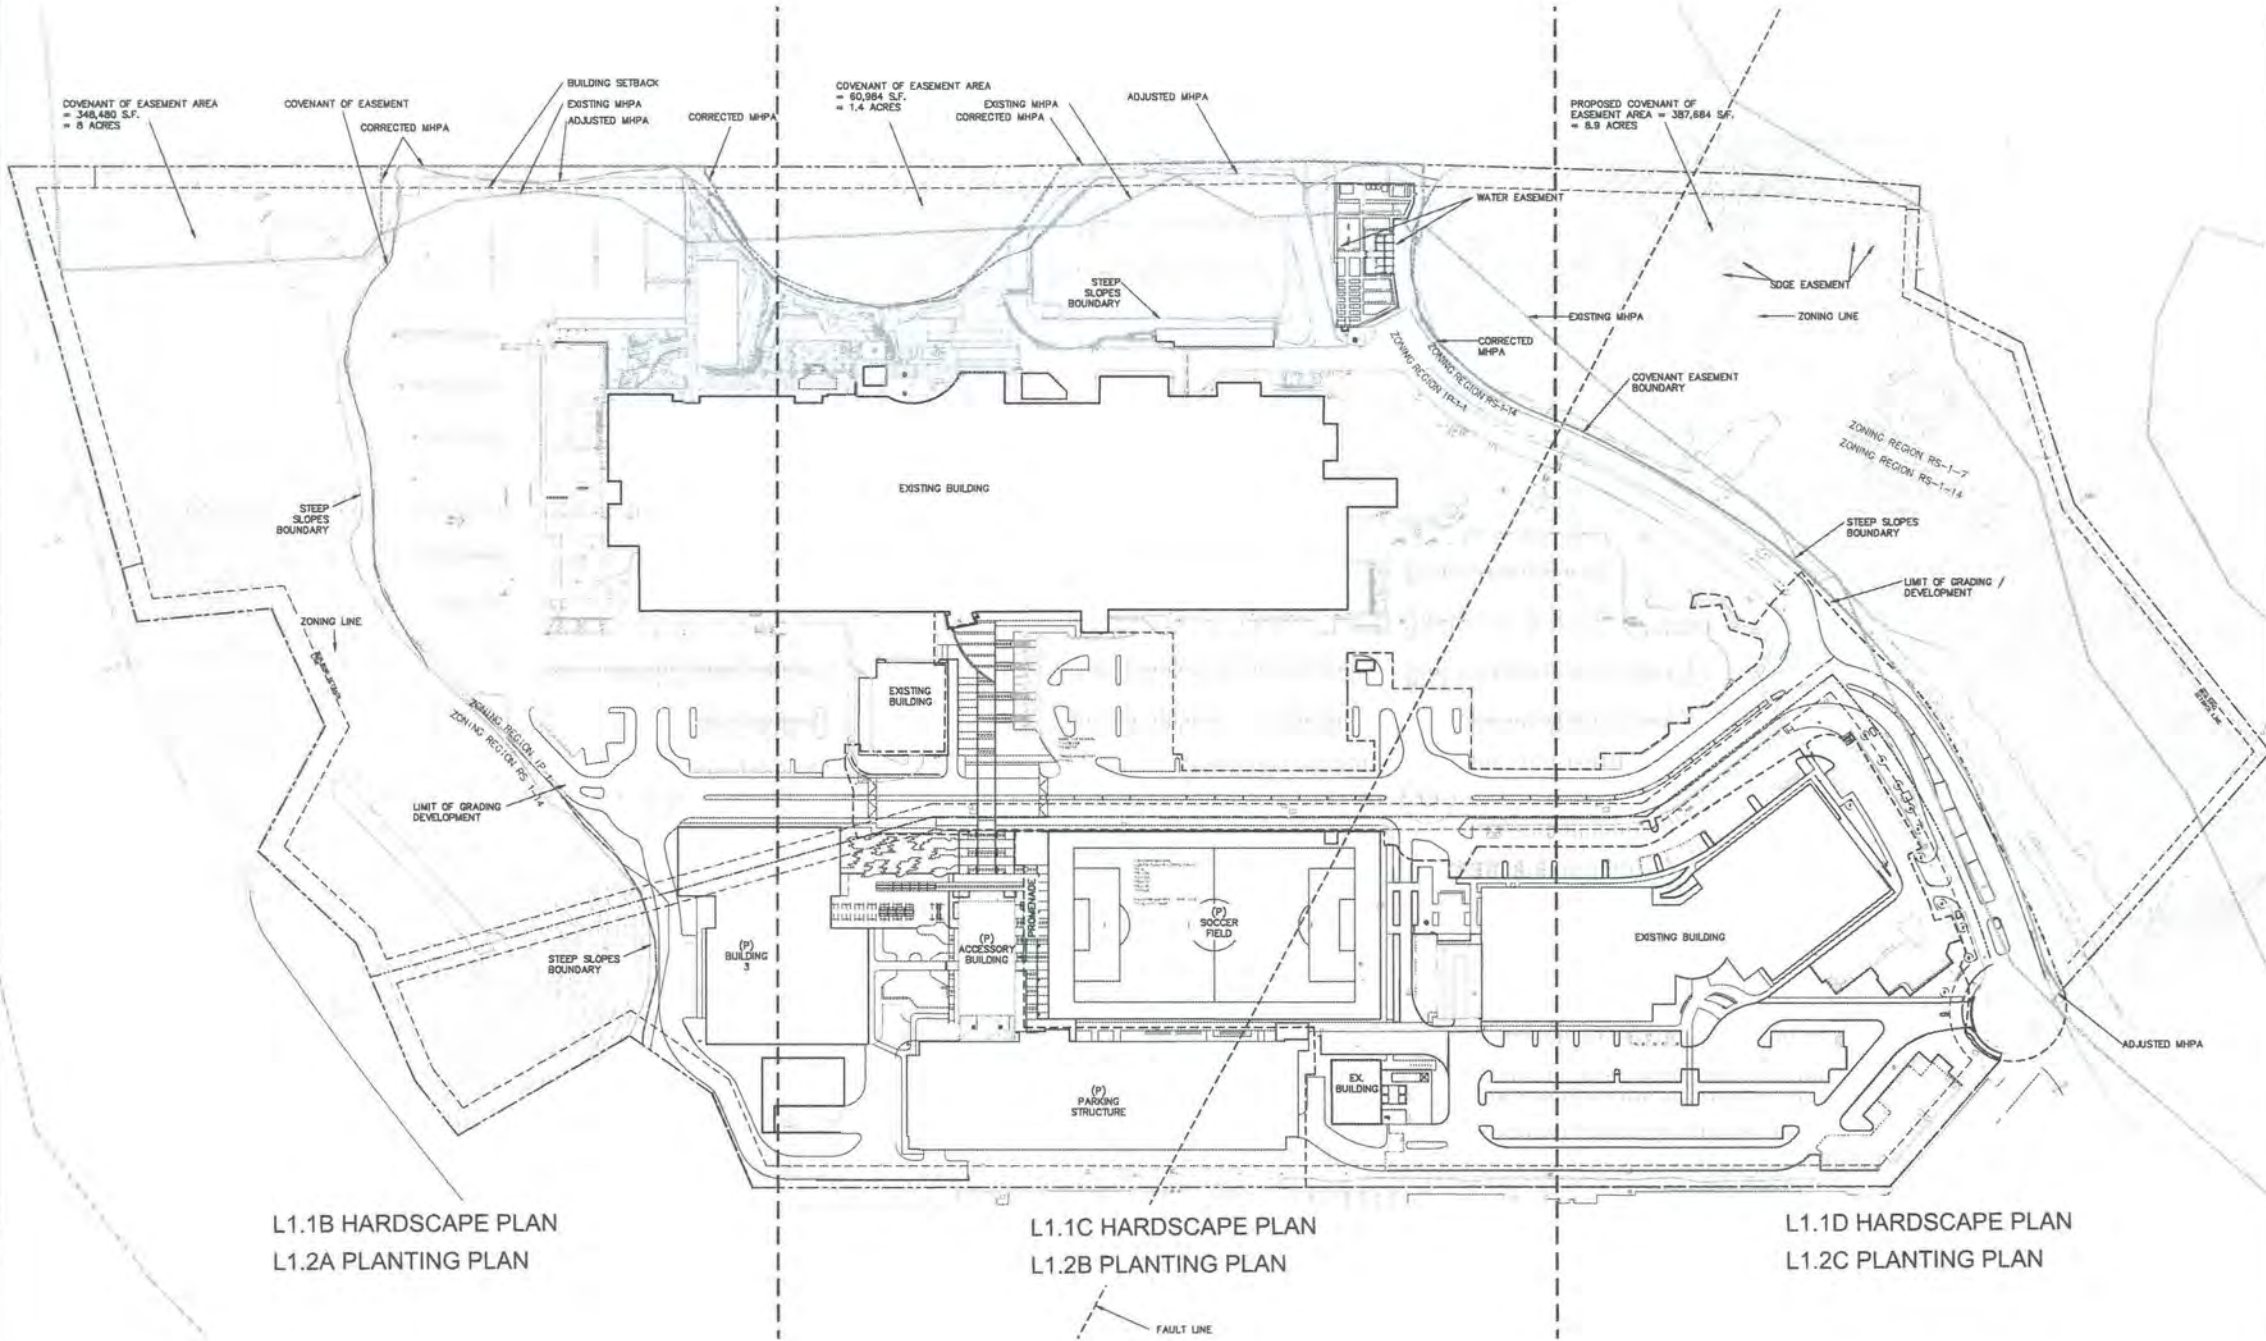 COVENANT OF EASEMENT AREA
= 348,480 S.F.
= 8 ACRES
COVENANT OF EASEMENT
CORRECTED MHPA
BUILDING SETBACK
EXISTING MHPA
ADJUSTED MHPA
CORRECTED MHPA
COVENANT OF EASEMENT AREA
= 60,984 S.F.
= 1.4 ACRES
EXISTING MHPA
CORRECTED MHPA
ADJUSTED MHPA
PROPOSED COVENANT OF
EASEMENT AREA = 387,684 S.F.
= 8.9 ACRES
WATER EASEMENT
STEEP
SLOPES
BOUNDARY
SDGE EASEMENT
EXISTING MHPA
ZONING LINE
CORRECTED
MHPA
ZONING REGION RS-1-14
ZONING REGION IP-1-1
COVENANT EASEMENT
BOUNDARY
ZONING REGION RS-1-7
ZONING REGION RS-1-14
EXISTING BUILDING
STEEP
SLOPES
BOUNDARY
STEEP SLOPES
BOUNDARY
LIMIT OF GRADING /
DEVELOPMENT
ZONING LINE
EXISTING
BUILDING
ZONING REGION IP-1-
ZONING REGION RS 1-14
LIMIT OF GRADING
DEVELOPMENT
PROMENADE
(P)
BUILDING
3
(P)
ACCESSORY
BUILDING
(P)
SOCCER
FIELD
EXISTING BUILDING
STEEP SLOPES
BOUNDARY
ADJUSTED MHPA
(P)
PARKING
STRUCTURE
EX.
BUILDING
L1.1B HARDSCAPE PLAN
L1.2A PLANTING PLAN
L1.1C HARDSCAPE PLAN
L1.2B PLANTING PLAN
L1.1D HARDSCAPE PLAN
L1.2C PLANTING PLAN
FAULT LINE